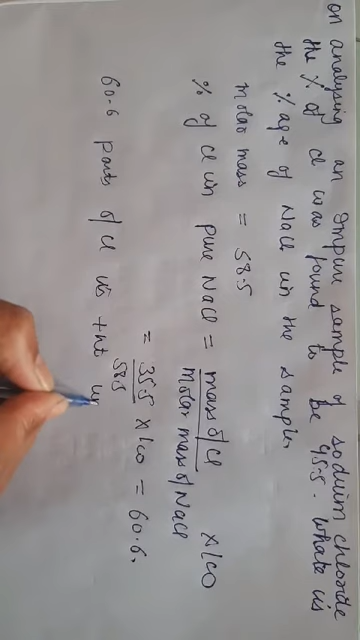 on analysing an impure sample of sodium chloride
the % of cl was found to be 45.5. what is
the % age of NaCl in the sample.
molar mass = 58.5
% of cl in pure NaCl = mass of cl / molar mass of NaCl x 100
= 35.5 / 58.5 x 100 = 60.6.
60.6 parts of cl is